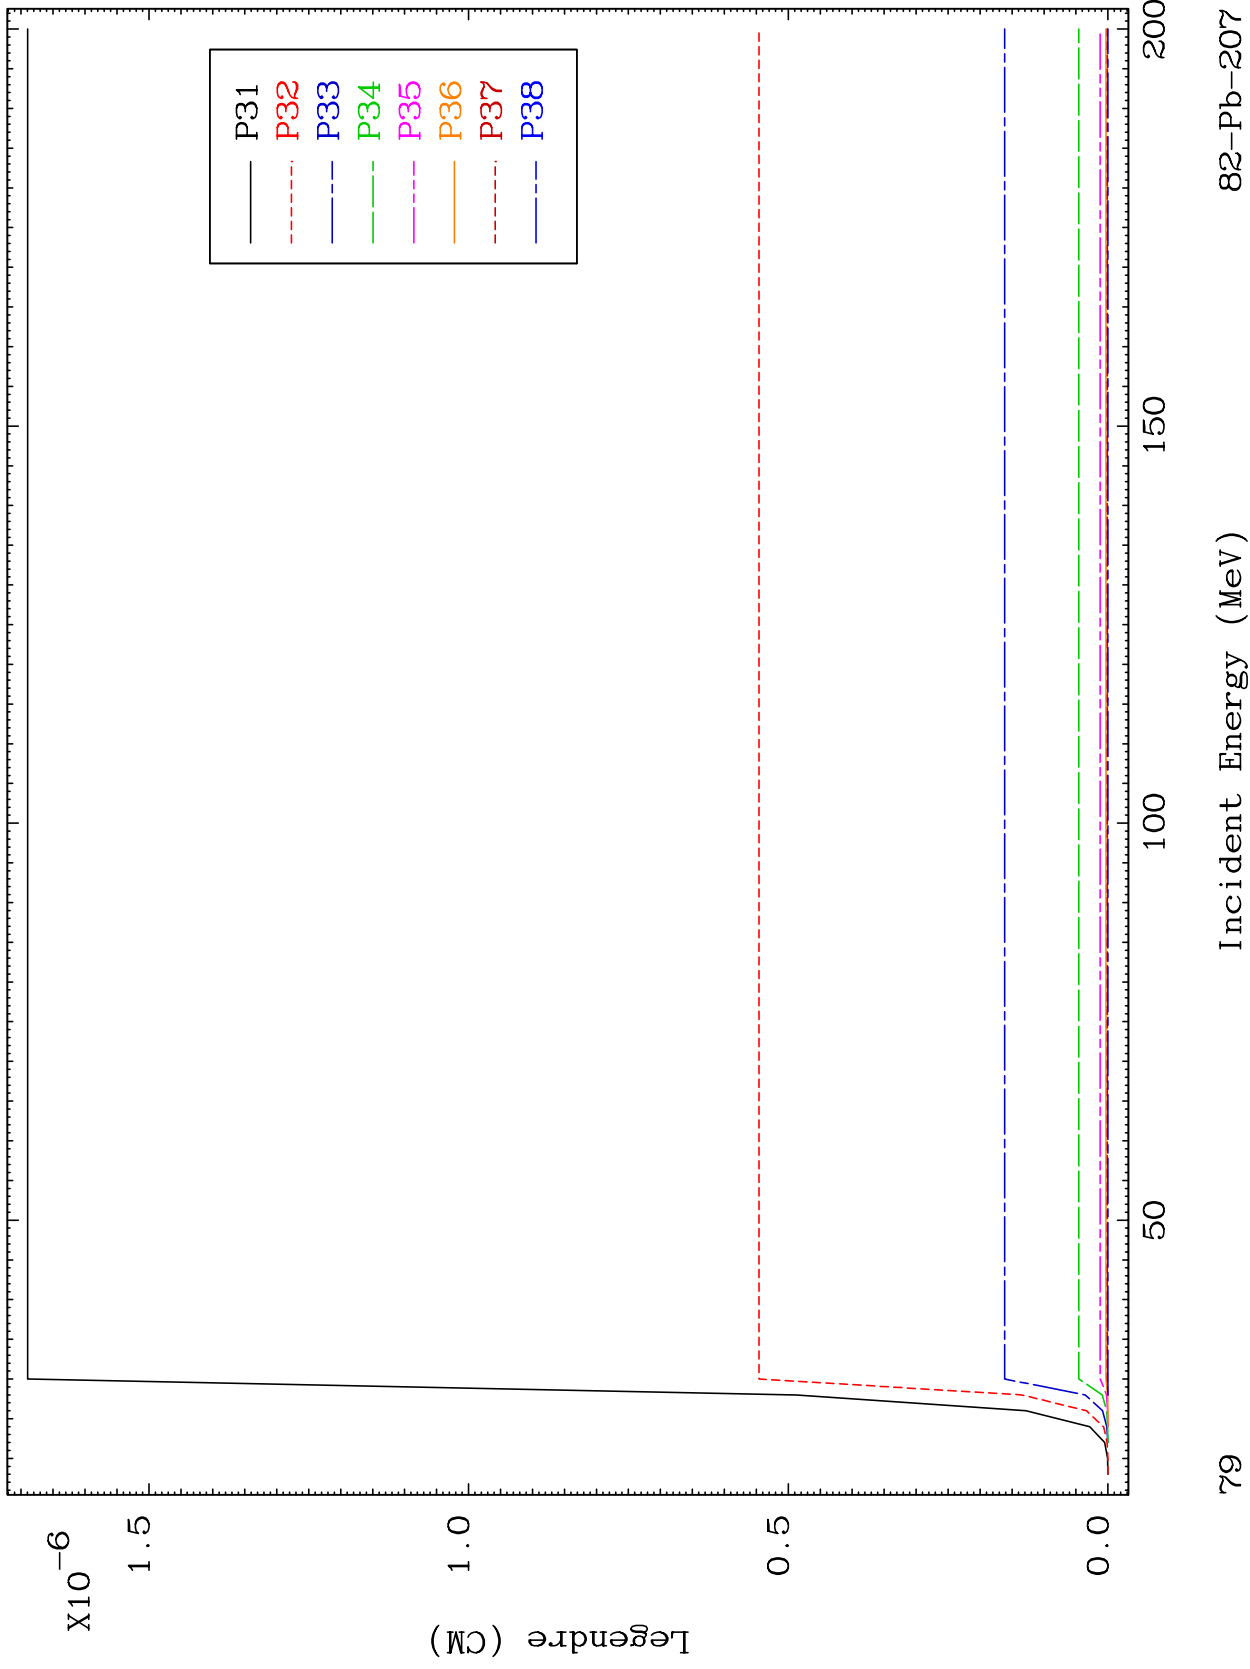 X10-6
1.5
1.0
0.5
0.0
Legendre (CM)
P31
P32
P33
P34
P35
P36
P37
P38
50
100
150
200
79
Incident Energy (MeV)
82-Pb-207